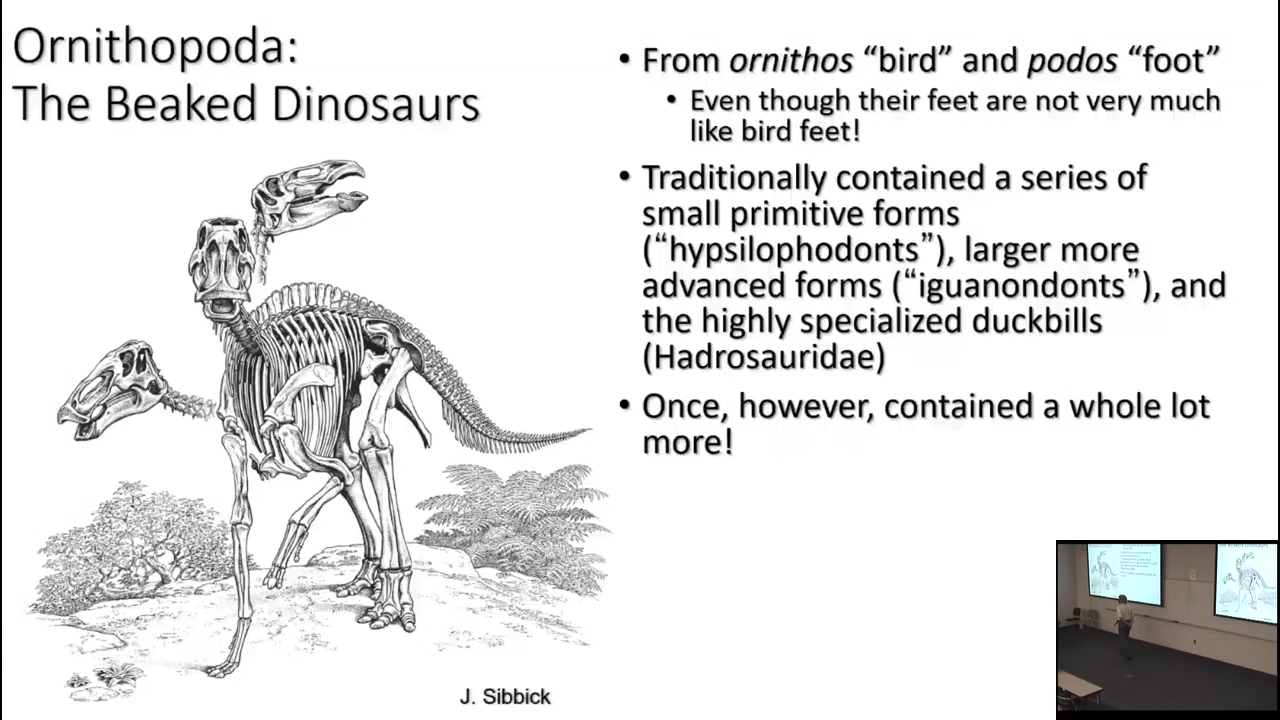 Ornithopoda:
The Beaked Dinosaurs
• From ornithos “bird” and podos “foot”
• Even though their feet are not very much
like bird feet!
• Traditionally contained a series of
small primitive forms
(“hypsilophodonts”), larger more
advanced forms (“iguanondonts”), and
the highly specialized duckbills
(Hadrosauridae)
• Once, however, contained a whole lot
more!
J. Sibbick